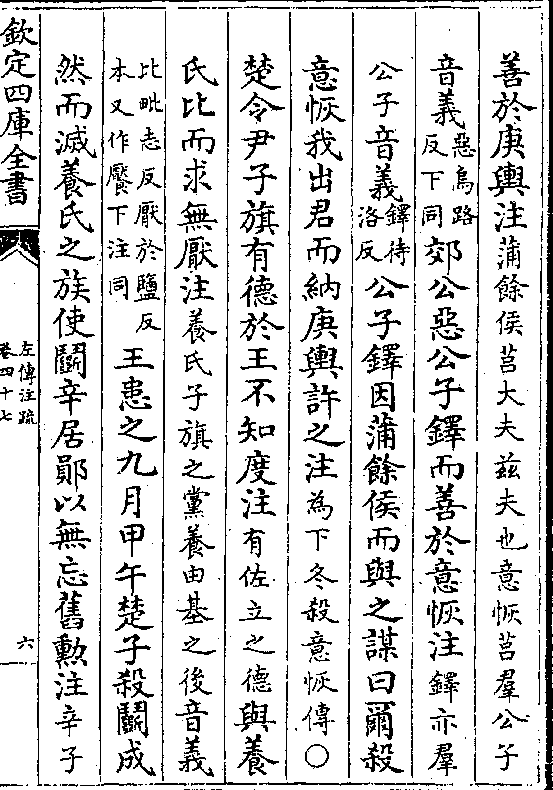 善於庚輿注蒲餘侯莒大夫兹夫也意恢莒羣公子
音義惡烏路反下同郊公惡公子鐸而善於意恢注鐸亦羣
公子音義鐸待洛反公子鐸因蒲餘侯而與之謀曰爾殺
意恢我出君而納庚輿許之注為下冬殺意恢傳○
楚令尹子旗有德於王不知度注有佐立之德與養
氏比而求無厭注養氏子旗之黨養由基之後音義
比毗志反厭於鹽反本又作饜下注同王患之九月甲午楚子殺鬭成
然而滅養氏之族使鬭辛居鄖以無忘舊勲注辛子
欽定四庫全書
左傳注疏
卷四十七
六